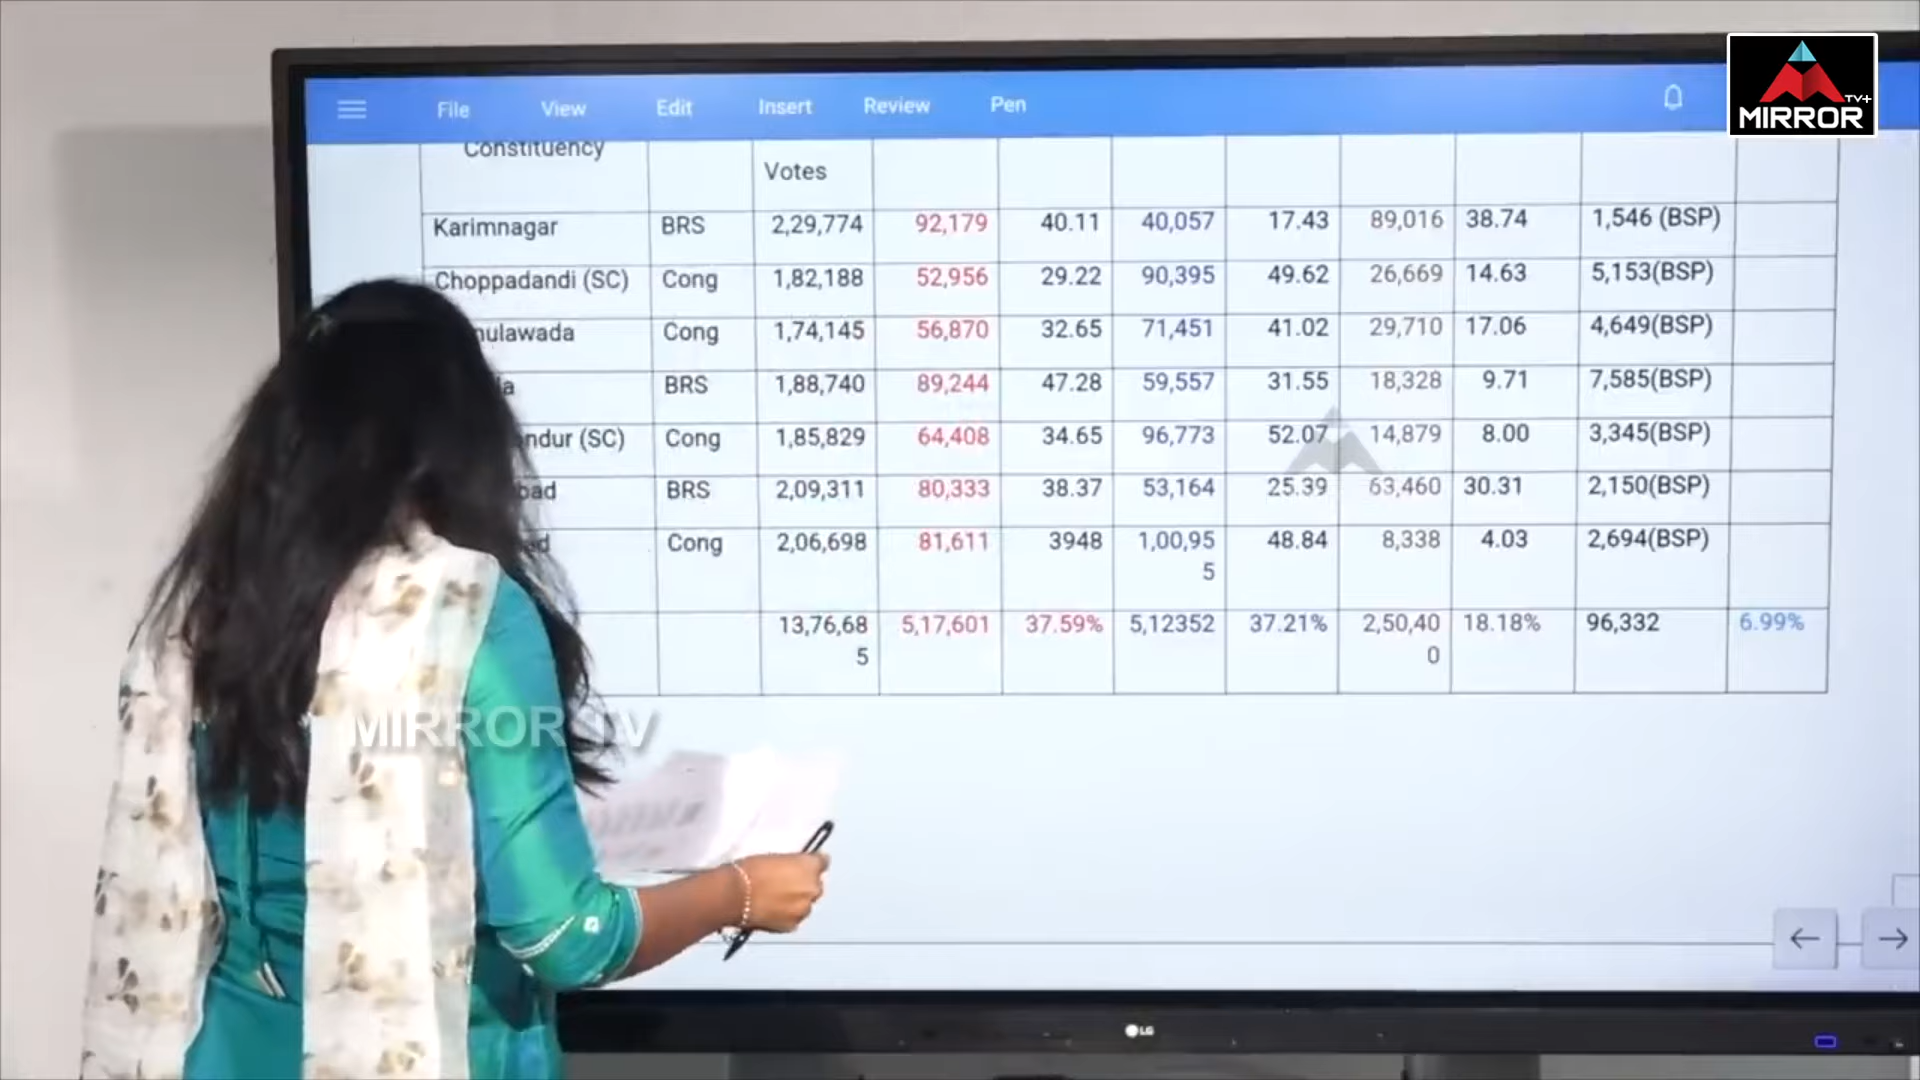 TV+
MIRROR
File View Edit Insert Review Pen
Constituency
Votes
Karimnagar BRS 2,29,774 92,179 40.11 40,057 17.43 89,016 38.74 1,546 (BSP)
Choppadandi (SC) Cong 1,82,188 52,956 29.22 90,395 49.62 26,669 14.63 5,153(BSP)
ulawada Cong 1,74,145 56,870 32.65 71,451 41.02 29,710 17.06 4,649(BSP)
la BRS 1,88,740 89,244 47.28 59,557 31.55 18,328 9.71 7,585(BSP)
ndur (SC) Cong 1,85,829 64,408 34.65 96,773 52.07 14,879 8.00 3,345(BSP)
bad BRS 2,09,311 80,333 38.37 53,164 25.39 63,460 30.31 2,150(BSP)
ed Cong 2,06,698 81,611 3948 1,00,95 48.84 8,338 4.03 2,694(BSP)
5
13,76,68 5,17,601 37.59% 5,12352 37.21% 2,50,40 18.18% 96,332 6.99%
5 0
MIRROR TV
LG